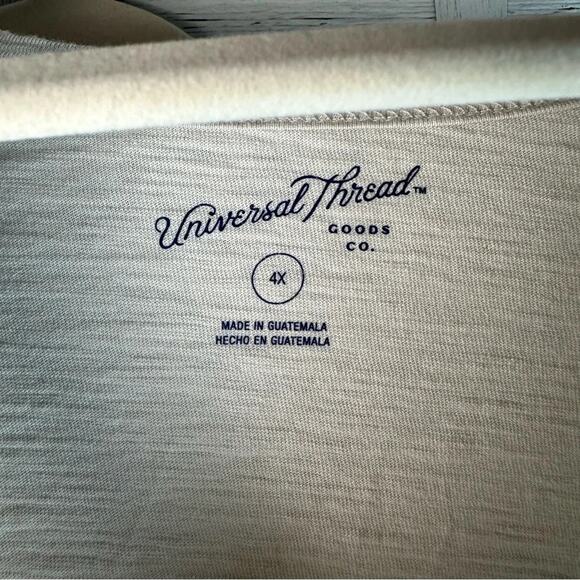 Universal Thread™
GOODS
CO.
4X
MADE IN GUATEMALA
HECHO EN GUATEMALA